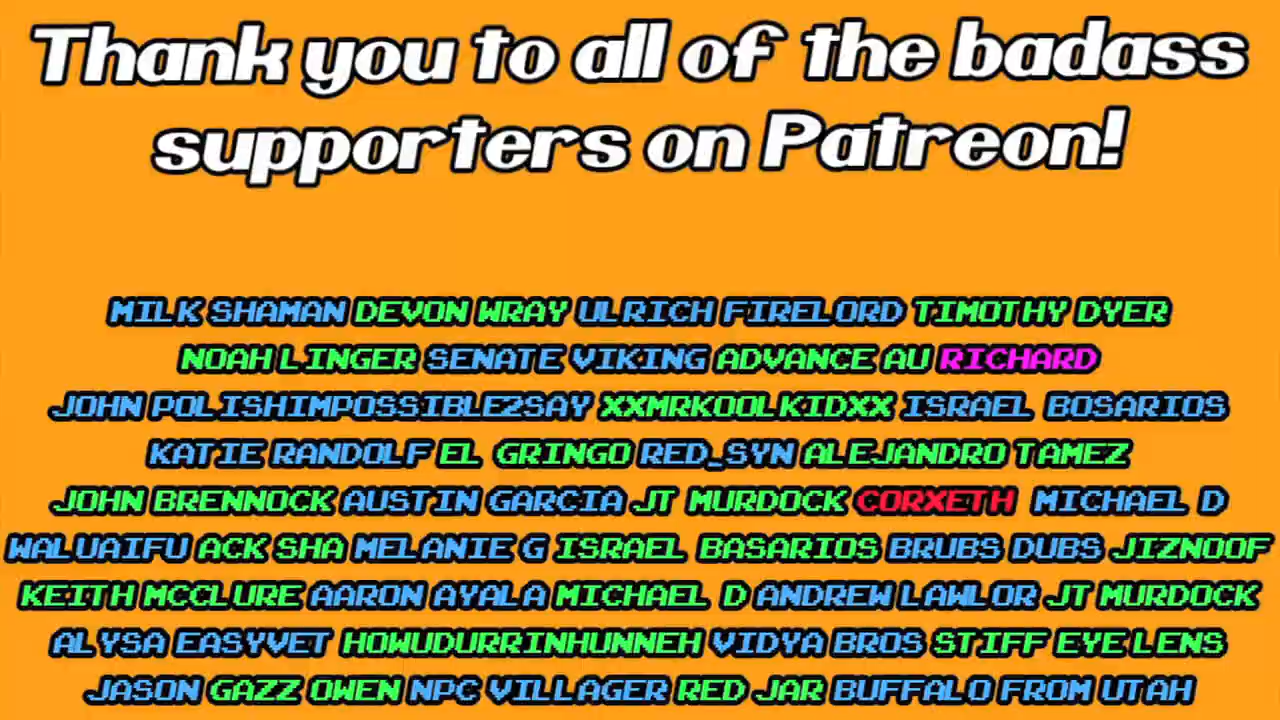 Thank you to all of the badass
supporters on Patreon!
MILK SHAMAN DEVON WRAY ULRICH FIRELORD TIMOTHY DYER
NOAH LINGER SENATE VIKING ADVANCE AU RICHARD
JOHN POLISHIMPOSSIBLE2SAY XXMRKOOLKIDXX ISRAEL BOSARIOS
KATIE RANDOLF EL GRINGO RED_SYN ALEJANDRO TAMEZ
JOHN BRENNOCK AUSTIN GARCIA JT MURDOCK CORXETH MICHAEL D
WALUAIFU ACK SHA MELANIE G ISRAEL BASARIOS BRUBS DUBS JIZNOOF
KEITH MCCLURE AARON AYALA MICHAEL D ANDREW LAWLOR JT MURDOCK
ALYSA EASYVET HOWUDURRINHUNNEH VIDYA BROS STIFF EYE LENS
JASON GAZZ OWEN NPC VILLAGER RED JAR BUFFALO FROM UTAH